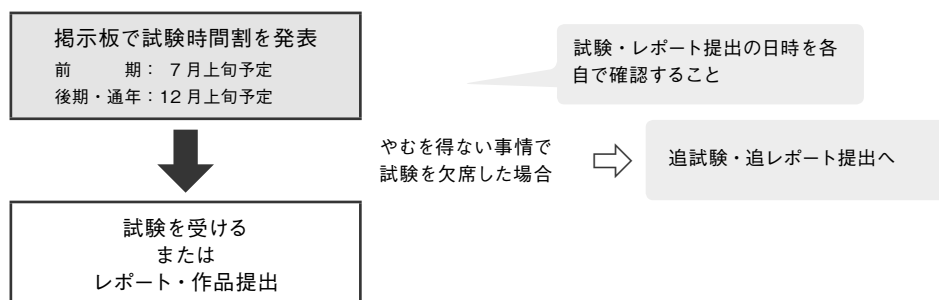 掲示板で試験時間割を発表
前　　　期： 7月上旬予定
後期・通年：12月上旬予定
試験・レポート提出の日時を各
自で確認すること
やむを得ない事情で
試験を欠席した場合
追試験・追レポート提出へ
試験を受ける
または
レポート・作品提出